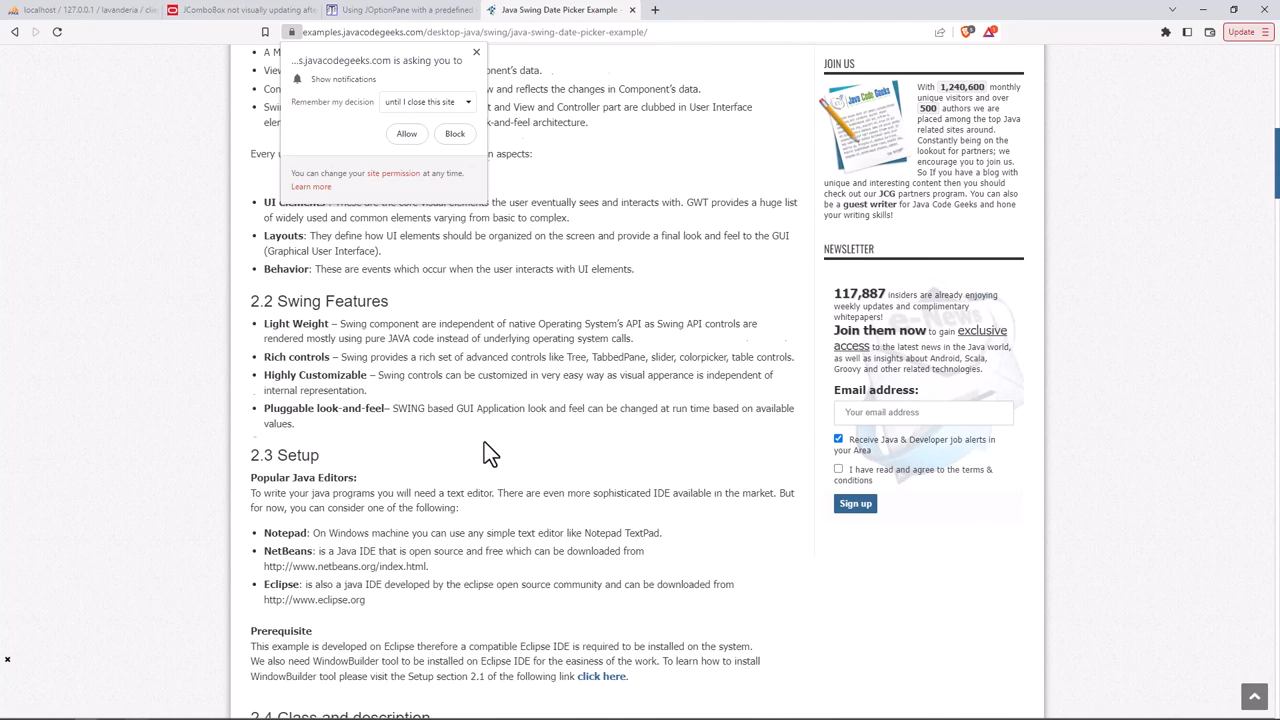 localhost / 127.0.0.1 / lavanderia / clie
JComboBox not visually updating afte
Using JOptionPane with a predefined
Java Swing Date Picker Example
examples.javacodegeeks.com/desktop-java/swing/java-swing-date-picker-example/
Update
...s.javacodegeeks.com is asking you to
Show notifications
Remember my decision
until I close this site
Allow
Block
You can change your site permission at any time.
Learn more
A M
View
onent's data.
Con
w and reflects the changes in Component's data.
Swi
t and View and Controller part are clubbed in User Interface
elem
k-and-feel architecture.
Every u
n aspects:
UI Elements : These are the core visual elements the user eventually sees and interacts with. GWT provides a huge list
of widely used and common elements varying from basic to complex.
Layouts: They define how UI elements should be organized on the screen and provide a final look and feel to the GUI
(Graphical User Interface).
Behavior: These are events which occur when the user interacts with UI elements.
2.2 Swing Features
Light Weight – Swing component are independent of native Operating System's API as Swing API controls are
rendered mostly using pure JAVA code instead of underlying operating system calls.
Rich controls – Swing provides a rich set of advanced controls like Tree, TabbedPane, slider, colorpicker, table controls.
Highly Customizable – Swing controls can be customized in very easy way as visual apperance is independent of
internal representation.
Pluggable look-and-feel– SWING based GUI Application look and feel can be changed at run time based on available
values.
2.3 Setup
Popular Java Editors:
To write your java programs you will need a text editor. There are even more sophisticated IDE available in the market. But
for now, you can consider one of the following:
Notepad: On Windows machine you can use any simple text editor like Notepad TextPad.
NetBeans: is a Java IDE that is open source and free which can be downloaded from
http://www.netbeans.org/index.html.
Eclipse: is also a java IDE developed by the eclipse open source community and can be downloaded from
http://www.eclipse.org
Prerequisite
This example is developed on Eclipse therefore a compatible Eclipse IDE is required to be installed on the system.
We also need WindowBuilder tool to be installed on Eclipse IDE for the easiness of the work. To learn how to install
WindowBuilder tool please visit the Setup section 2.1 of the following link click here.
2.4 Class and description
JOIN US
With 1,240,600 monthly
unique visitors and over
500 authors we are
placed among the top Java
related sites around.
Constantly being on the
lookout for partners; we
encourage you to join us.
So If you have a blog with
unique and interesting content then you should
check out our JCG partners program. You can also
be a guest writer for Java Code Geeks and hone
your writing skills!
NEWSLETTER
117,887 insiders are already enjoying
weekly updates and complimentary
whitepapers!
Join them now to gain exclusive
access to the latest news in the Java world,
as well as insights about Android, Scala,
Groovy and other related technologies.
Email address:
Your email address
Receive Java & Developer job alerts in
your Area
I have read and agree to the terms &
conditions
Sign up